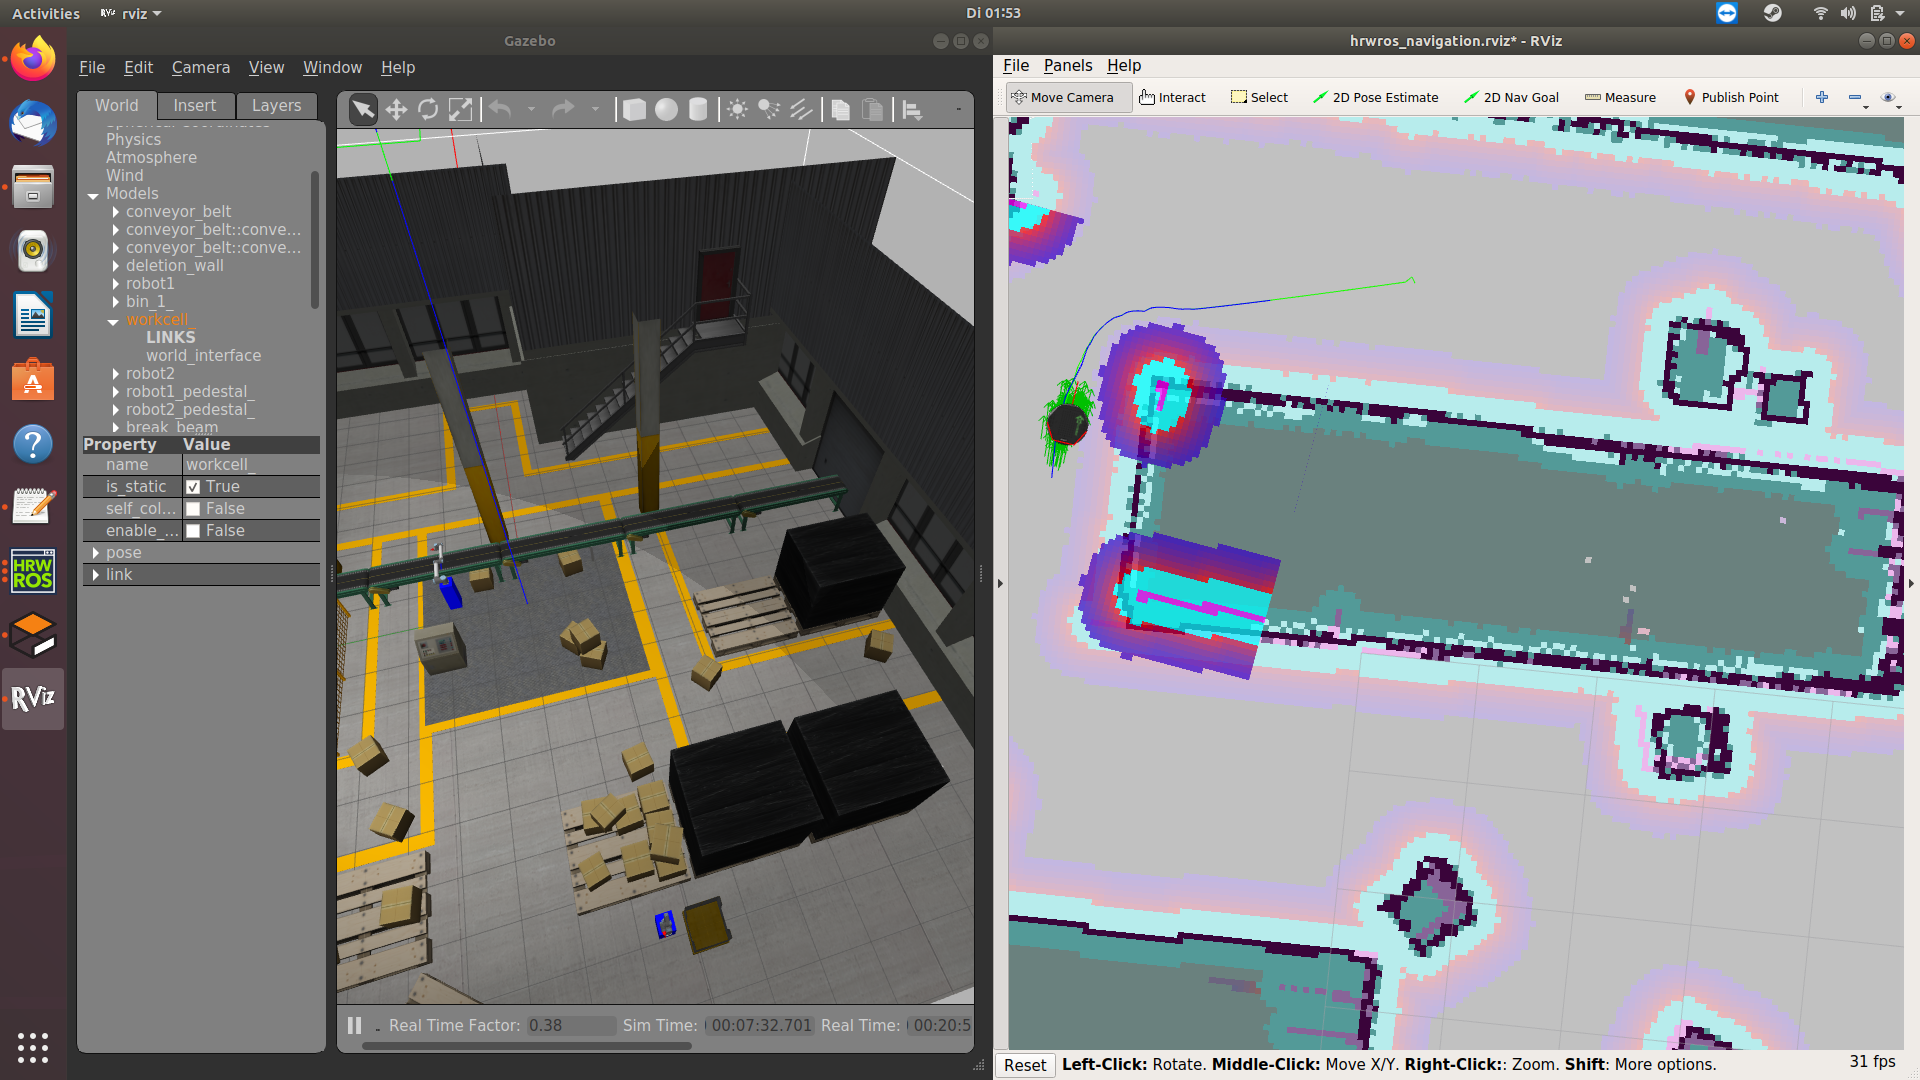 Activities
rviz
Di 01:53
Gazebo
hrwros_navigation.rviz* - RViz
File Edit Camera View Window Help
File Panels Help
World Insert Layers
Move Camera Interact Select 2D Pose Estimate 2D Nav Goal Measure Publish Point
Physics
Atmosphere
Wind
Models
conveyor_belt
conveyor_belt::conve...
conveyor_belt::conve...
deletion_wall
robot1
bin_1_
workcell_
LINKS
world_interface
robot2
robot1_pedestal_
robot2_pedestal_
break_beam
Property Value
name workcell_
is_static True
self_col... False
enable_... False
pose
link
HRW
ROS
RViz
Real Time Factor: 0.38 Sim Time: 00:07:32.701 Real Time: 00:20:5
Reset Left-Click: Rotate. Middle-Click: Move X/Y. Right-Click:: Zoom. Shift: More options. 31 fps